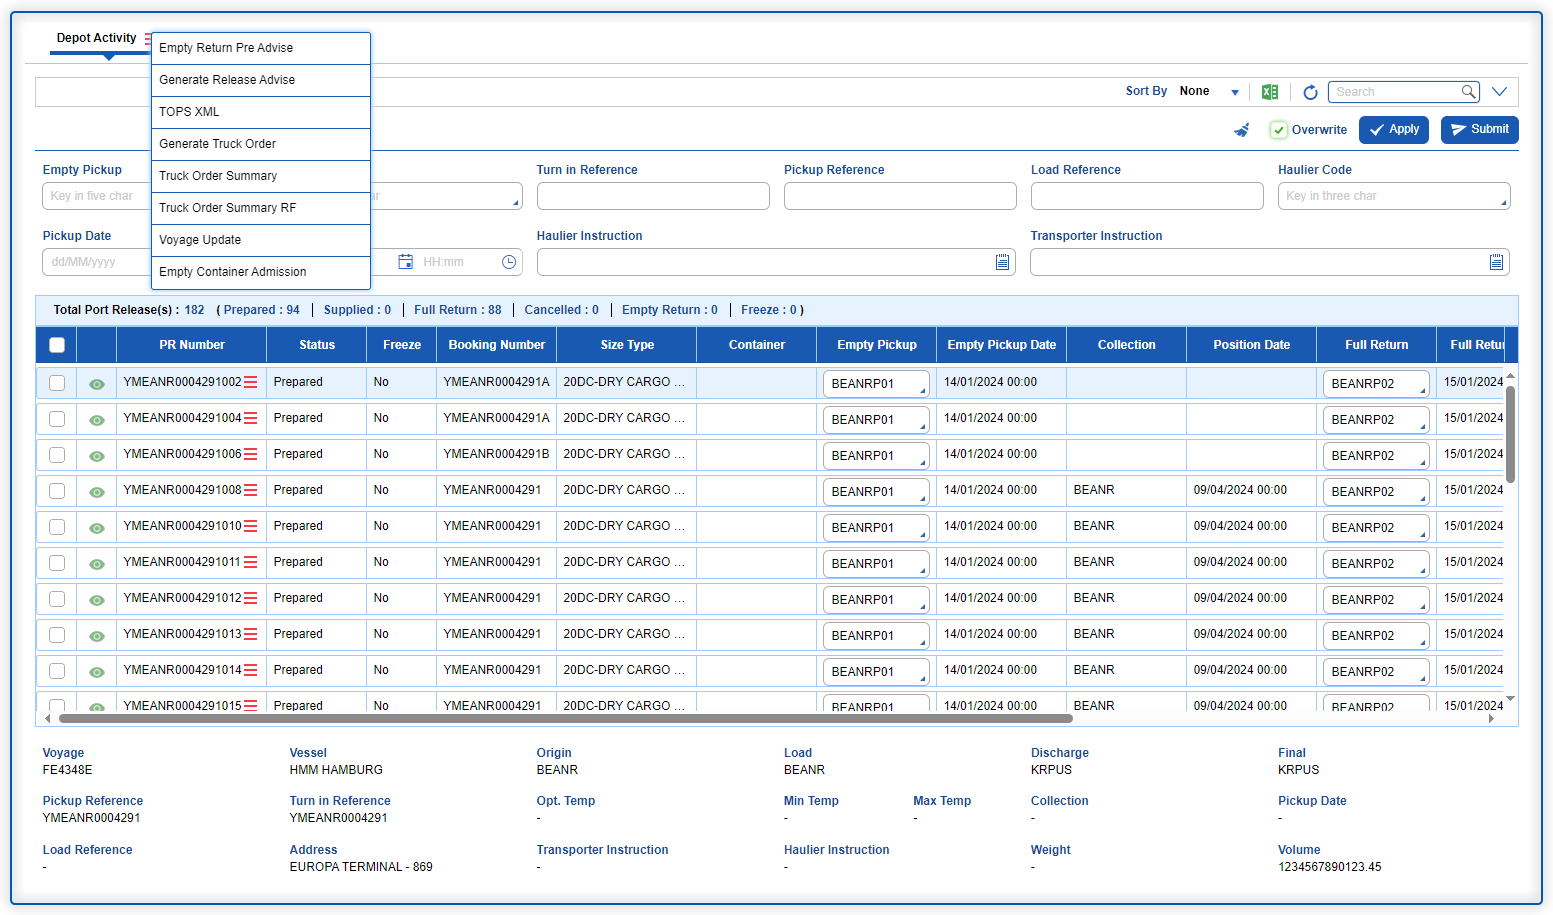 Depot Activity
Empty Return Pre Advise
Generate Release Advise
TOPS XML
Generate Truck Order
Truck Order Summary
Truck Order Summary RF
Voyage Update
Empty Container Admission
Sort By None Search
Overwrite Apply Submit
Empty Pickup Turn in Reference Pickup Reference Load Reference Haulier Code
Key in five char Key in three char
Pickup Date Haulier Instruction Transporter Instruction
dd/MM/yyyy HH:mm
Total Port Release(s) : 182 ( Prepared : 94 | Supplied : 0 | Full Return : 88 | Cancelled : 0 | Empty Return : 0 | Freeze : 0 )
PR Number Status Freeze Booking Number Size Type Container Empty Pickup Empty Pickup Date Collection Position Date Full Return Full Retur
YMEANR0004291002 Prepared No YMEANR0004291A 20DC-DRY CARGO ... BEANRP01 14/01/2024 00:00 BEANRP02 15/01/2024
YMEANR0004291004 Prepared No YMEANR0004291A 20DC-DRY CARGO ... BEANRP01 14/01/2024 00:00 BEANRP02 15/01/2024
YMEANR0004291006 Prepared No YMEANR0004291B 20DC-DRY CARGO ... BEANRP01 14/01/2024 00:00 BEANRP02 15/01/2024
YMEANR0004291008 Prepared No YMEANR0004291 20DC-DRY CARGO ... BEANRP01 14/01/2024 00:00 BEANR 09/04/2024 00:00 BEANRP02 15/01/2024
YMEANR0004291010 Prepared No YMEANR0004291 20DC-DRY CARGO ... BEANRP01 14/01/2024 00:00 BEANR 09/04/2024 00:00 BEANRP02 15/01/2024
YMEANR0004291011 Prepared No YMEANR0004291 20DC-DRY CARGO ... BEANRP01 14/01/2024 00:00 BEANR 09/04/2024 00:00 BEANRP02 15/01/2024
YMEANR0004291012 Prepared No YMEANR0004291 20DC-DRY CARGO ... BEANRP01 14/01/2024 00:00 BEANR 09/04/2024 00:00 BEANRP02 15/01/2024
YMEANR0004291013 Prepared No YMEANR0004291 20DC-DRY CARGO ... BEANRP01 14/01/2024 00:00 BEANR 09/04/2024 00:00 BEANRP02 15/01/2024
YMEANR0004291014 Prepared No YMEANR0004291 20DC-DRY CARGO ... BEANRP01 14/01/2024 00:00 BEANR 09/04/2024 00:00 BEANRP02 15/01/2024
YMEANR0004291015 Prepared No YMEANR0004291 20DC-DRY CARGO ... BEANRP01 14/01/2024 00:00 BEANR 09/04/2024 00:00 BEANRP02 15/01/2024
Voyage Vessel Origin Load Discharge Final
FE4348E HMM HAMBURG BEANR BEANR KRPUS KRPUS
Pickup Reference Turn in Reference Opt. Temp Min Temp Max Temp Collection Pickup Date
YMEANR0004291 YMEANR0004291 - - - - -
Load Reference Address Transporter Instruction Haulier Instruction Weight Volume
- EUROPA TERMINAL - 869 - - - 1234567890123.45